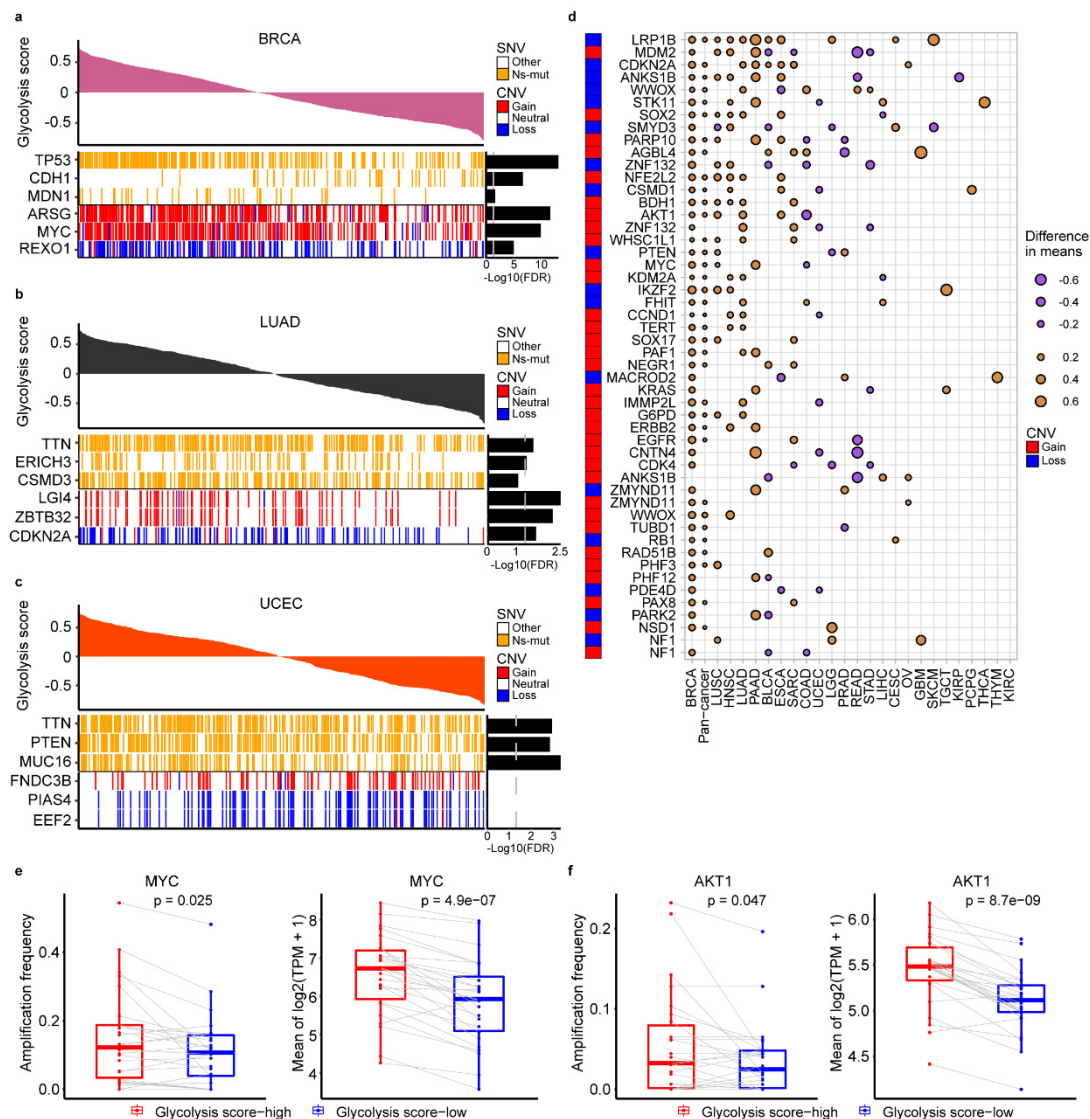 a
BRCA
Glycolysis score
0.5
0
-0.5
SNV
Other
Ns-mut
CNV
Gain
Neutral
Loss
TP53
CDH1
MDN1
ARSG
MYC
REXO1
0 5 10
-Log10(FDR)
b
LUAD
Glycolysis score
0.5
0
-0.5
SNV
Other
Ns-mut
CNV
Gain
Neutral
Loss
TTN
ERICH3
CSMD3
LGI4
ZBTB32
CDKN2A
0 1 2.5
-Log10(FDR)
c
UCEC
Glycolysis score
0.5
0
-0.5
SNV
Other
Ns-mut
CNV
Gain
Neutral
Loss
TTN
PTEN
MUC16
FNDC3B
PIAS4
EEF2
0 1 2 3
-Log10(FDR)
d
LRP1B
MDM2
CDKN2A
ANKS1B
WWOX
STK11
SOX2
SMYD3
PARP10
AGBL4
ZNF132
NFE2L2
CSMD1
BDH1
AKT1
ZNF132
WHSC1L1
PTEN
MYC
KDM2A
IKZF2
FHIT
CCND1
TERT
SOX17
PAF1
NEGR1
MACROD2
KRAS
IMMP2L
G6PD
ERBB2
EGFR
CNTN4
CDK4
ANKS1B
ZMYND11
ZMYND11
WWOX
TUBD1
RB1
RAD51B
PHF3
PHF12
PDE4D
PAX8
PARK2
NSD1
NF1
NF1
BRCA
Pan-cancer
LUSC
HNSC
LUAD
PAAD
BLCA
ESCA
SARC
COAD
UCEC
LGG
PRAD
READ
STAD
LIHC
CESC
OV
GBM
SKCM
TGCT
KIRP
PCPG
THCA
THYM
KIRC
Difference
in means
-0.6
-0.4
-0.2
0.2
0.4
0.6
CNV
Gain
Loss
e
MYC
p = 0.025
Amplification frequency
0.4
0.2
0.0
MYC
p = 4.9e-07
Mean of log2(TPM + 1)
8
7
6
5
4
Glycolysis score-high
Glycolysis score-low
f
AKT1
p = 0.047
Amplification frequency
0.2
0.1
0.0
AKT1
p = 8.7e-09
Mean of log2(TPM + 1)
6.0
5.5
5.0
4.5
Glycolysis score-high
Glycolysis score-low